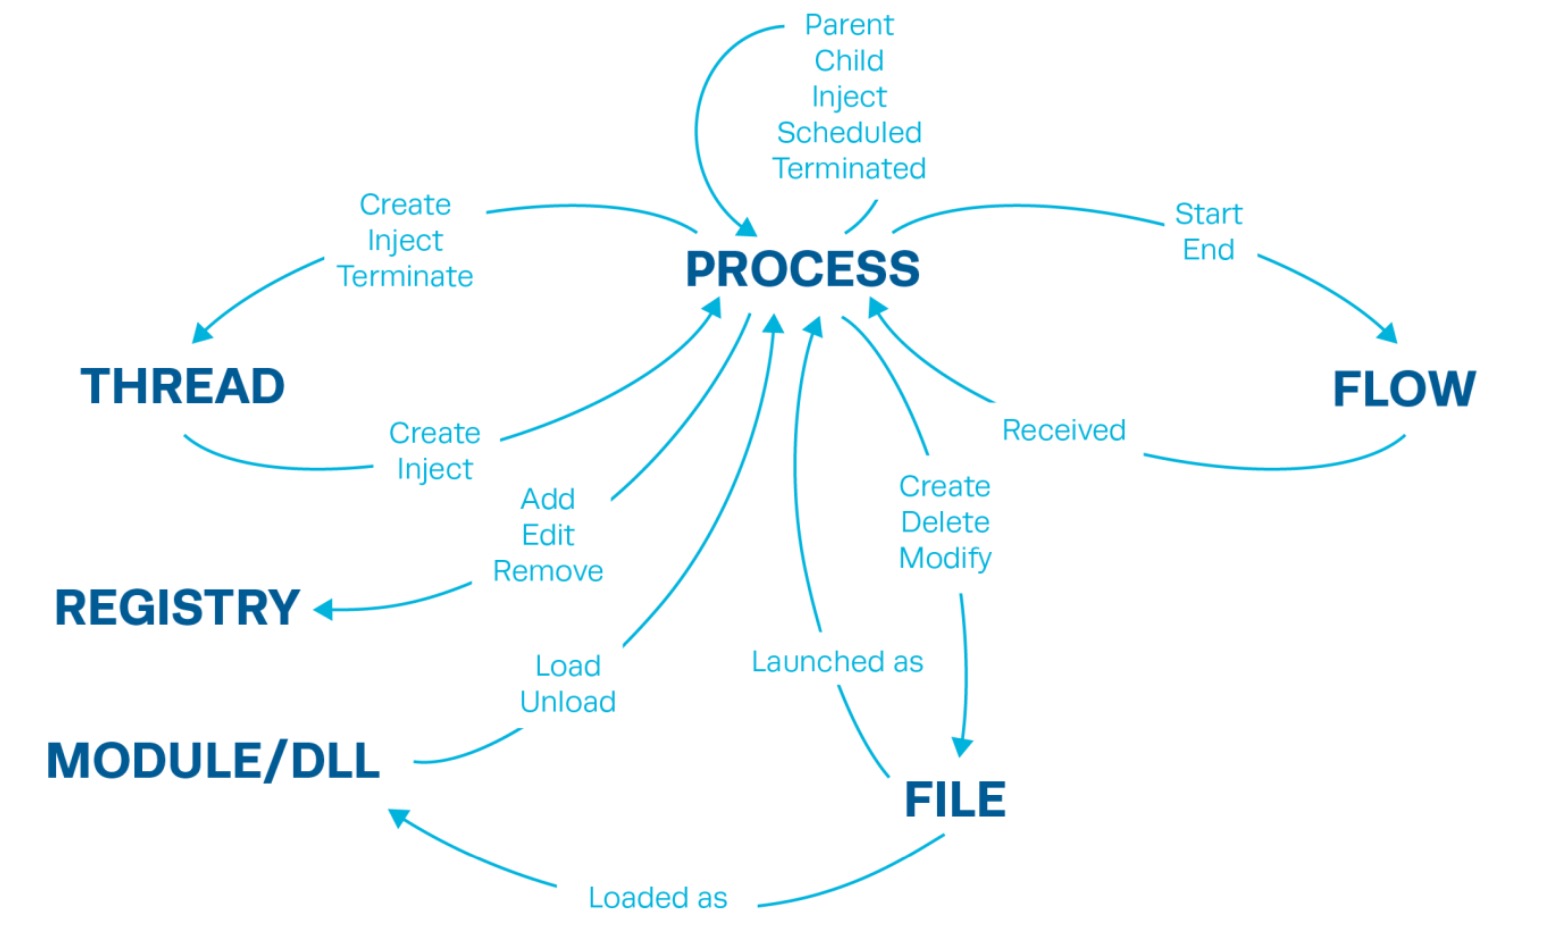 Parent
Child
Inject
Scheduled
Terminated
Create
Inject
Terminate
Start
End
PROCESS
THREAD
FLOW
Create
Inject
Received
Add
Edit
Remove
Create
Delete
Modify
REGISTRY
Load
Unload
Launched as
MODULE/DLL
FILE
Loaded as